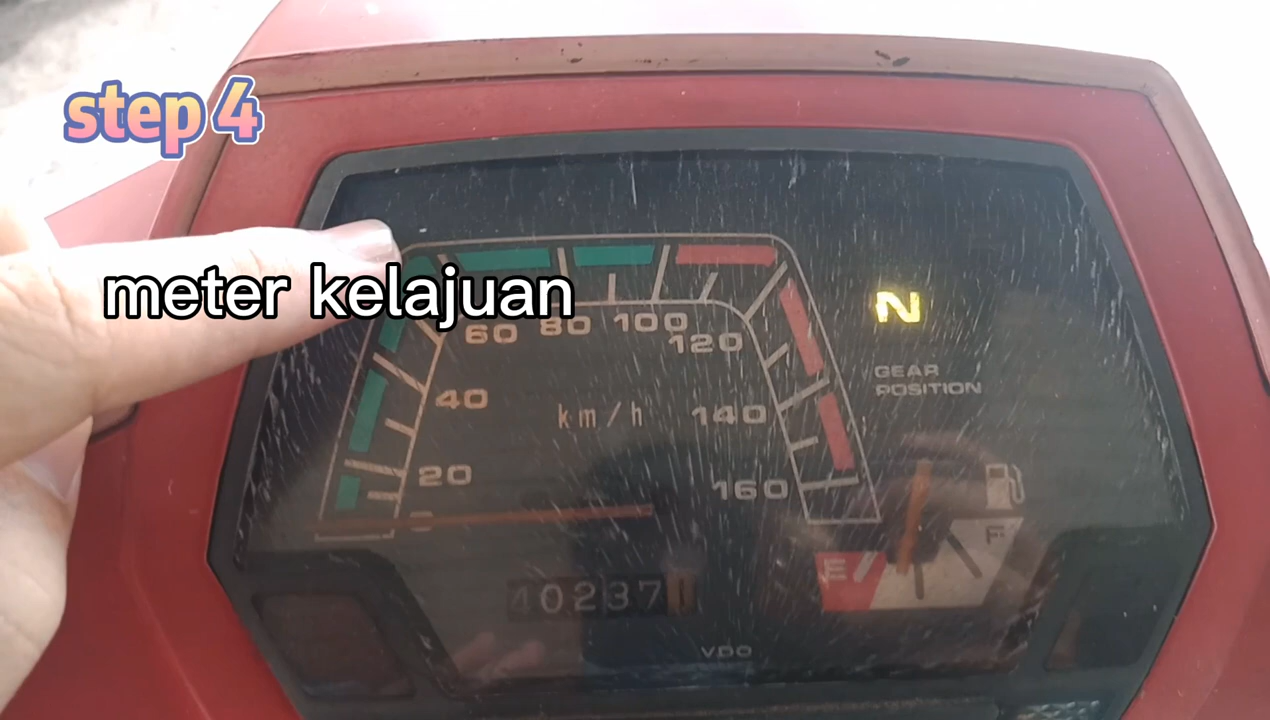 step 4
meter kelajuan
60 80 100
120
N
GEAR
POSITION
40
km/h
140
20
160
0
F
E
40237
VDO